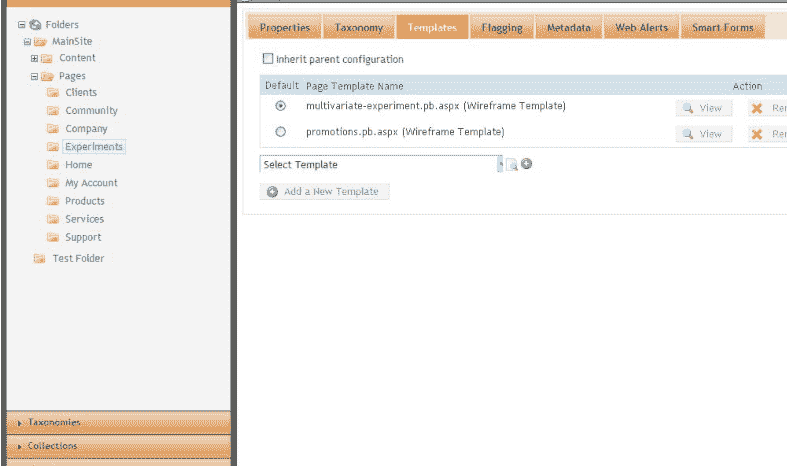 Folders
MainSite
Content
Pages
Clients
Community
Company
Experiments
Home
My Account
Products
Services
Support
Test Folder
Taxonomies
Collections
Properties Taxonomy Templates Flagging Metadata Web Alerts Smart Forms
Inherit parent configuration
Default Page Template Name Action
multivariate-experiment.pb.aspx (Wireframe Template) View
promotions.pb.aspx (Wireframe Template) View
Select Template
Add a New Template